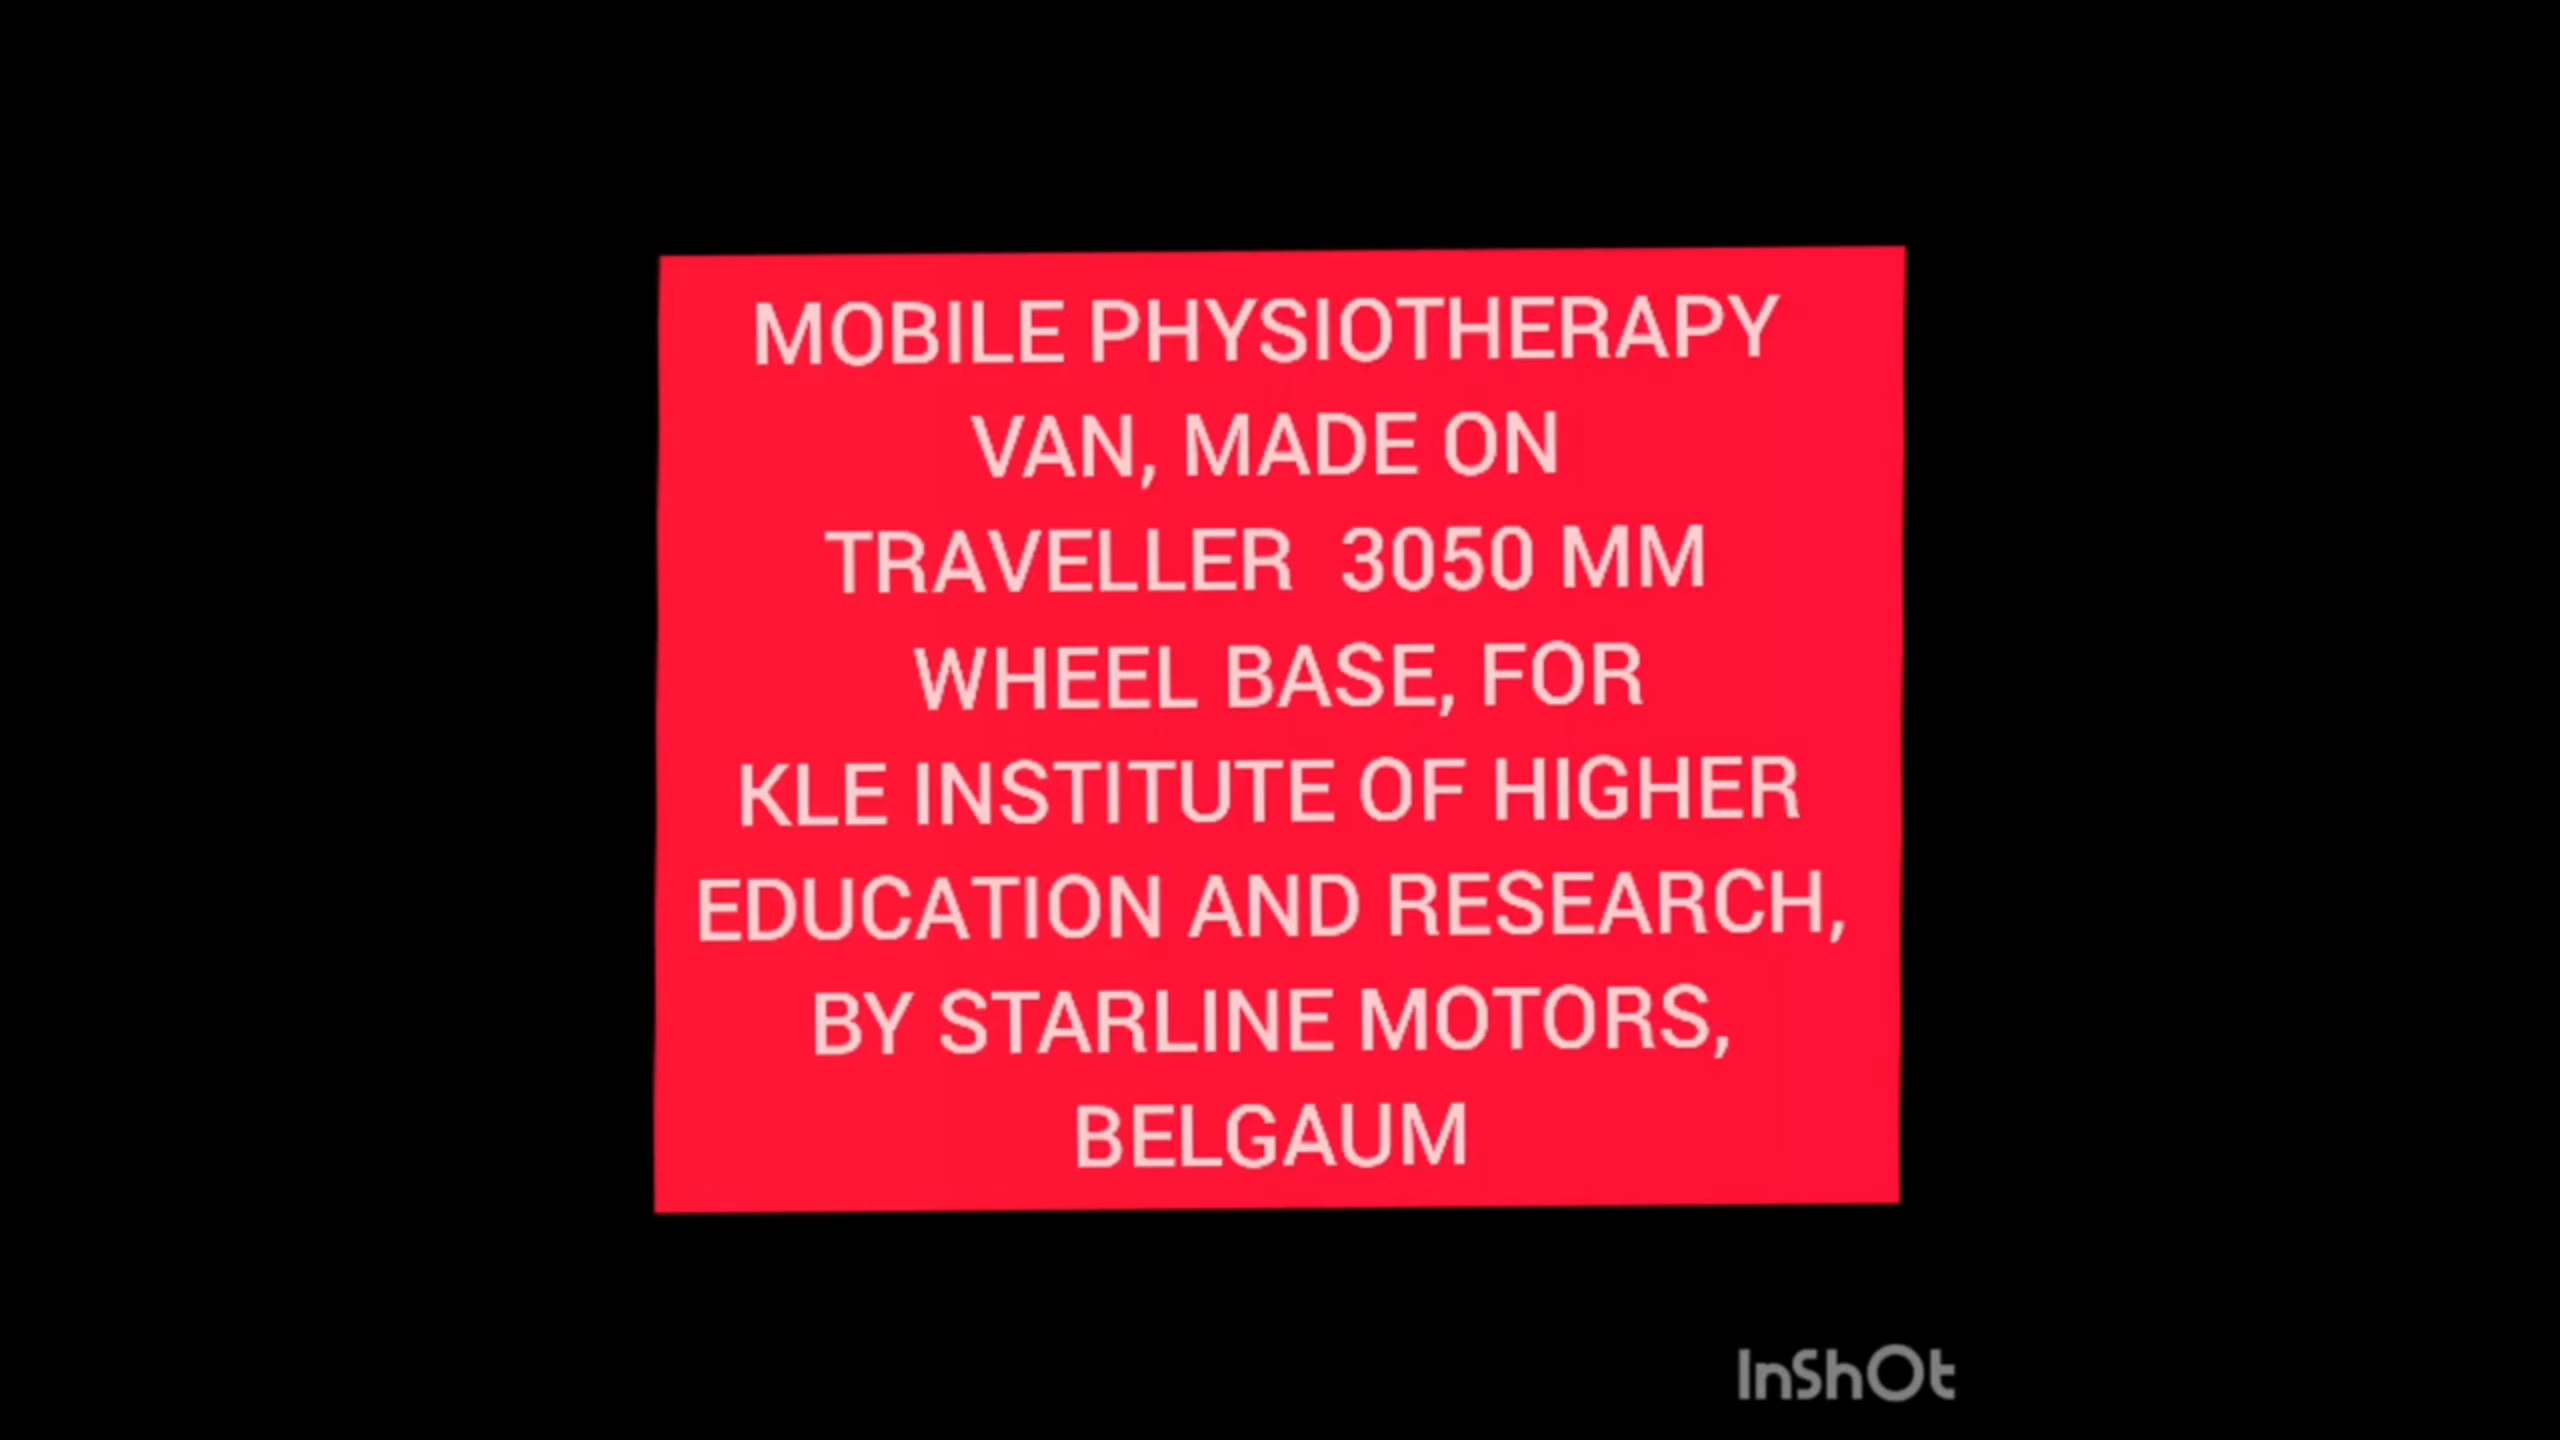 MOBILE PHYSIOTHERAPY
VAN, MADE ON
TRAVELLER  3050 MM
WHEEL BASE, FOR
KLE INSTITUTE OF HIGHER
EDUCATION AND RESEARCH,
BY STARLINE MOTORS,
BELGAUM
InShOt